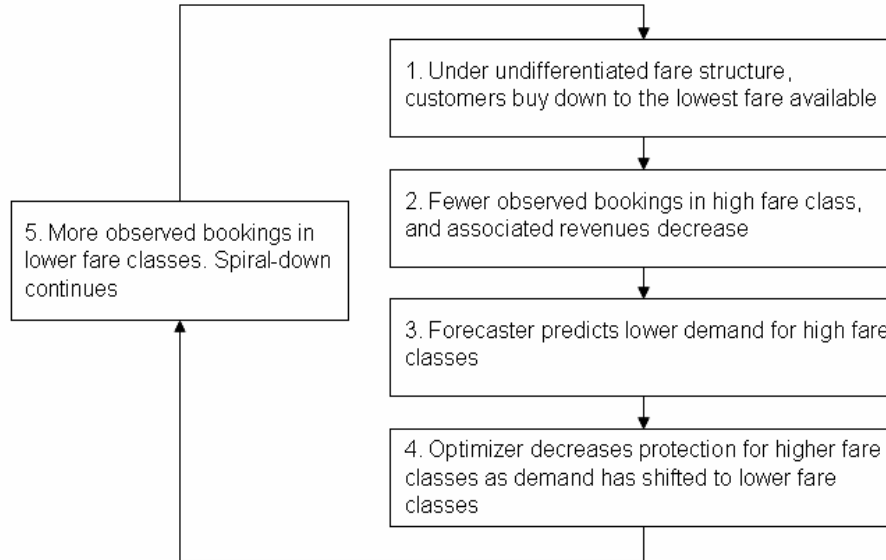 1. Under undifferentiated fare structure,
customers buy down to the lowest fare available
2. Fewer observed bookings in high fare class,
and associated revenues decrease
3. Forecaster predicts lower demand for high fare
classes
4. Optimizer decreases protection for higher fare
classes as demand has shifted to lower fare
classes
5. More observed bookings in
lower fare classes. Spiral-down
continues